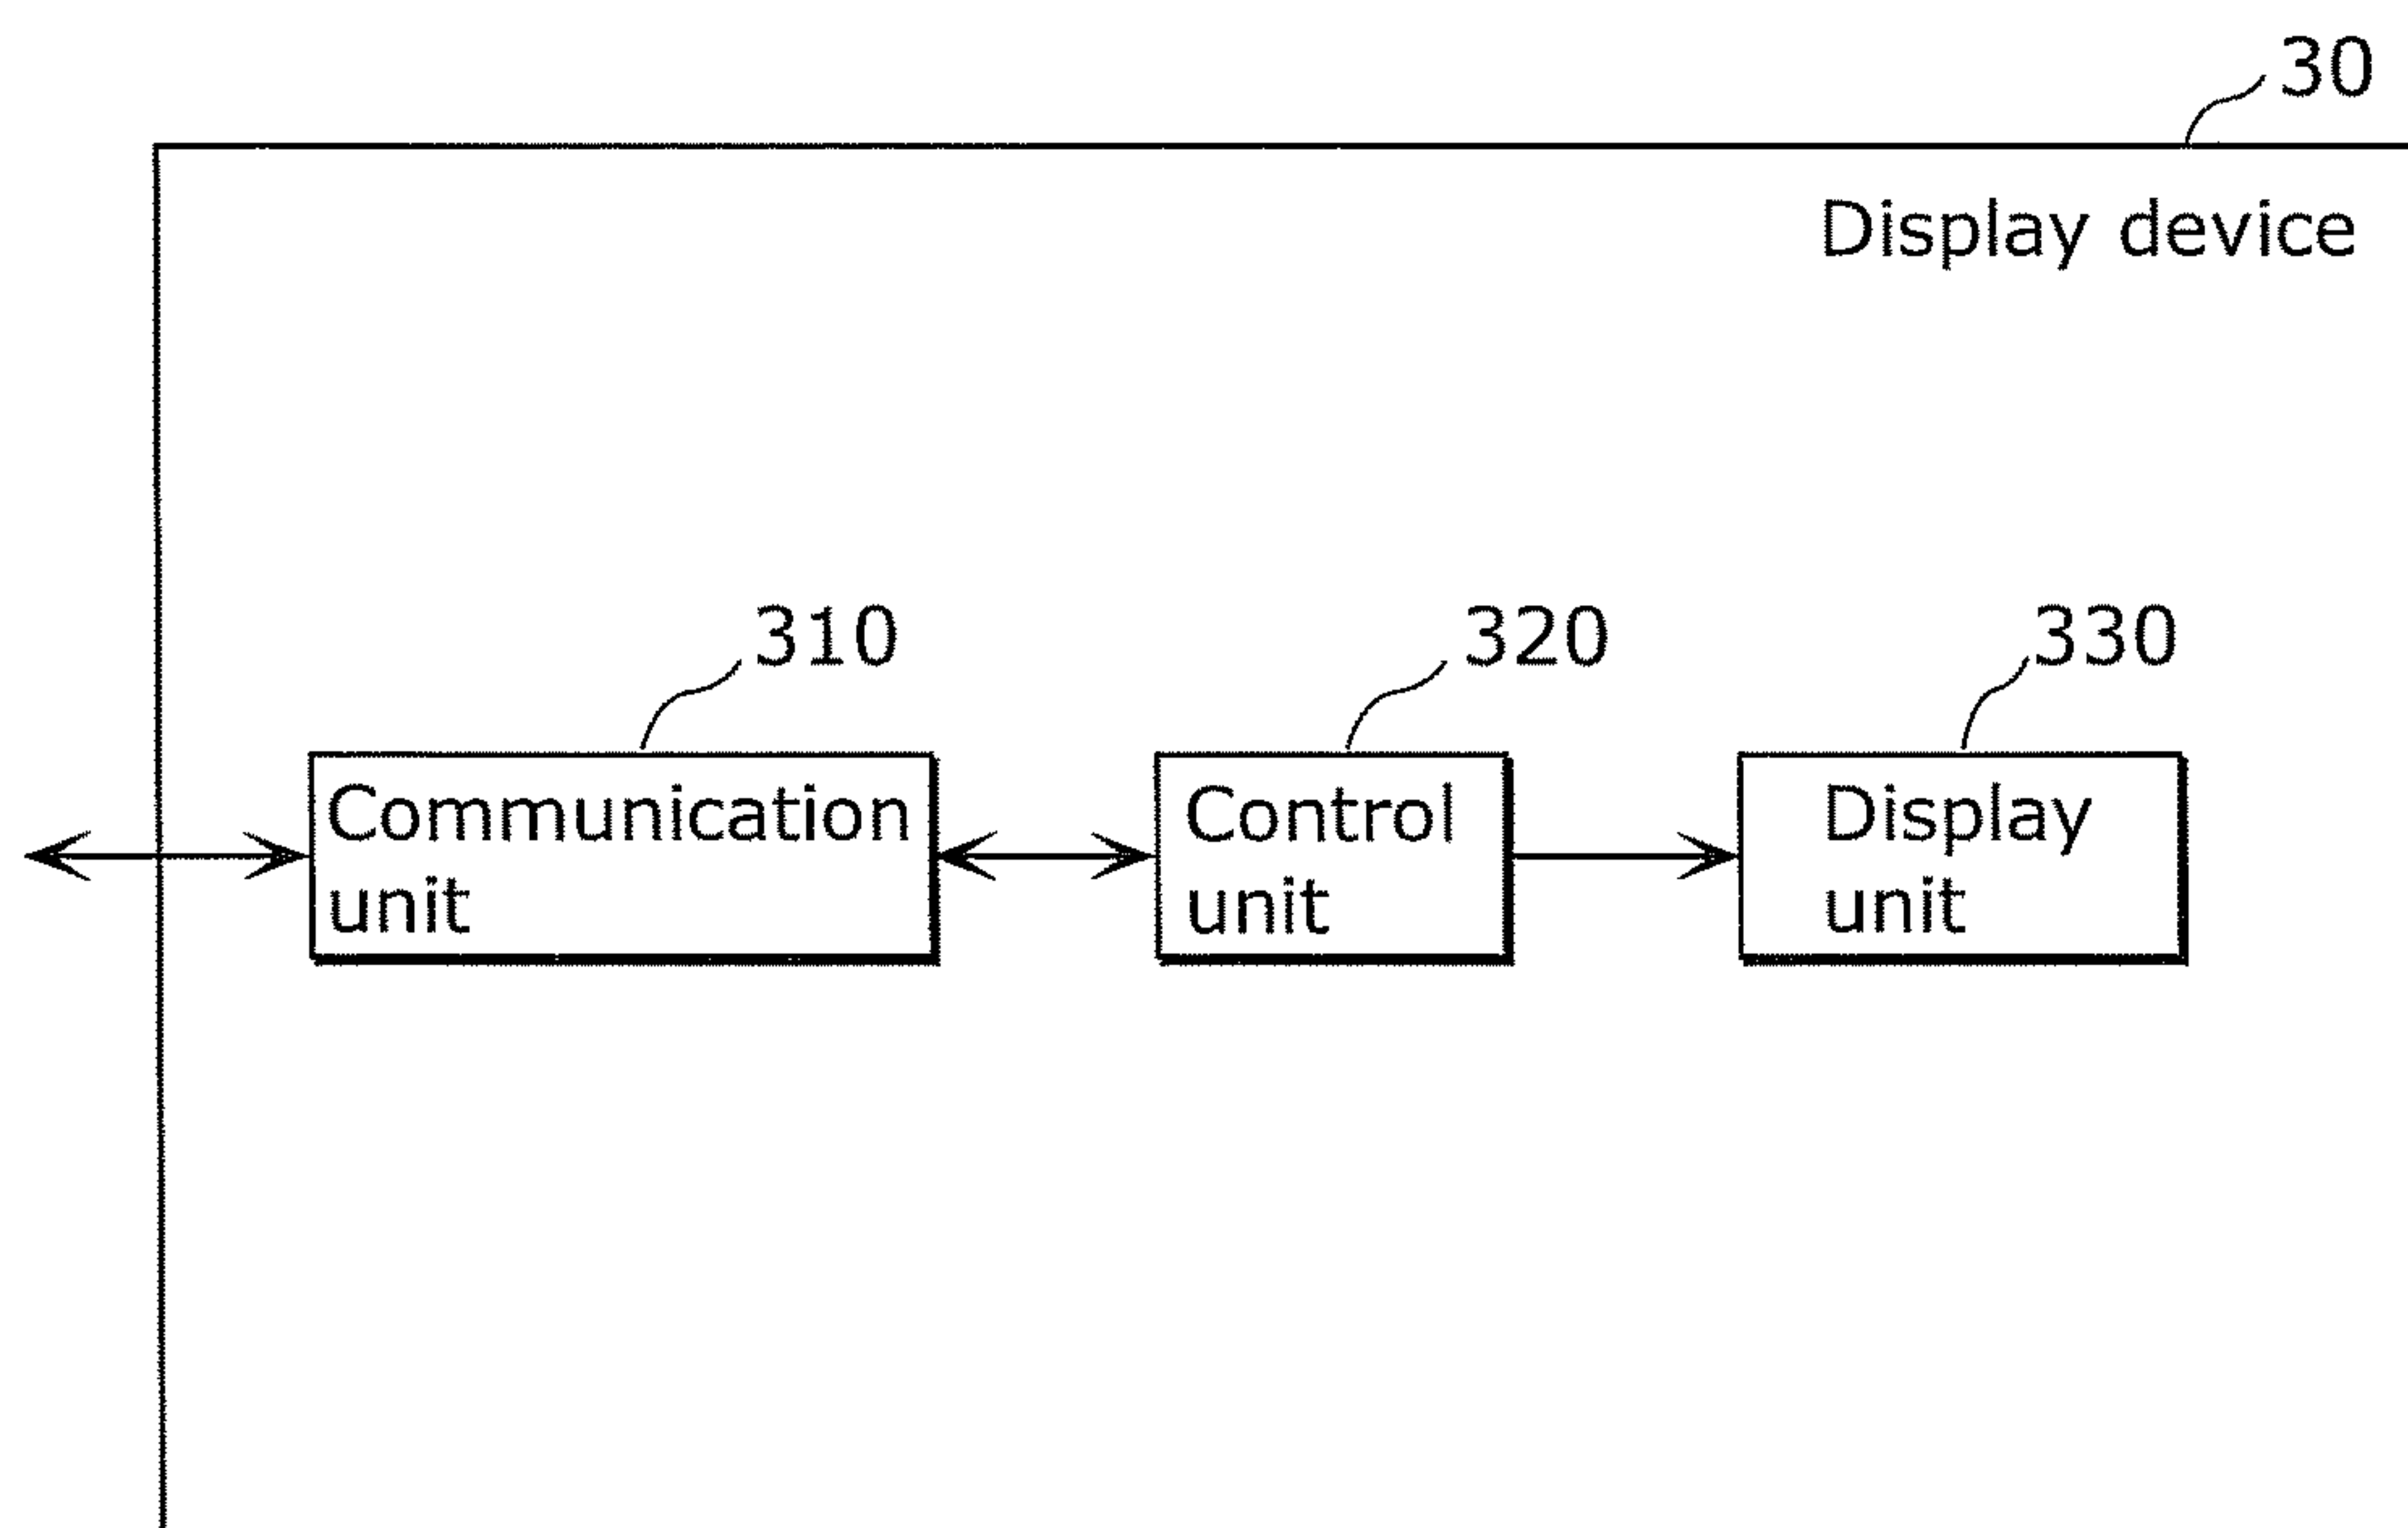 30
Display device
310
320
330
Communication
unit
Control
unit
Display
unit